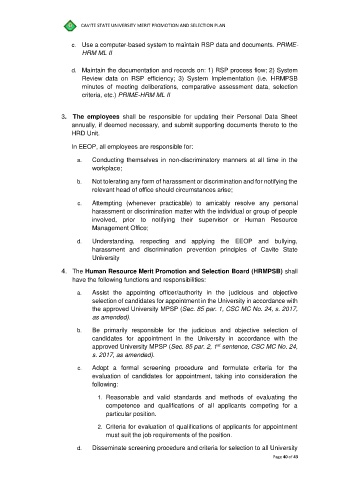 CAVITE STATE UNIVERSITY MERIT PROMOTION AND SELECTION PLAN
c. Use a computer-based system to maintain RSP data and documents. PRIME-
HRM ML II
d. Maintain the documentation and records on: 1) RSP process flow; 2) System
Review data on RSP efficiency; 3) System Implementation (i.e. HRMPSB
minutes of meeting deliberations, comparative assessment data, selection
criteria, etc.) PRIME-HRM ML II
3. The employees shall be responsible for updating their Personal Data Sheet
annually, if deemed necessary, and submit supporting documents thereto to the
HRD Unit.
In EEOP, all employees are responsible for:
a. Conducting themselves in non-discriminatory manners at all time in the
workplace;
b. Not tolerating any form of harassment or discrimination and for notifying the
relevant head of office should circumstances arise;
c. Attempting (whenever practicable) to amicably resolve any personal
harassment or discrimination matter with the individual or group of people
involved, prior to notifying their supervisor or Human Resource
Management Office;
d. Understanding, respecting and applying the EEOP and bullying,
harassment and discrimination prevention principles of Cavite State
University
4. The Human Resource Merit Promotion and Selection Board (HRMPSB) shall
have the following functions and responsibilities:
a. Assist the appointing officer/authority in the judicious and objective
selection of candidates for appointment in the University in accordance with
the approved University MPSP (Sec. 85 par. 1, CSC MC No. 24, s. 2017,
as amended).
b. Be primarily responsible for the judicious and objective selection of
candidates for appointment in the University in accordance with the
approved University MPSP (Sec. 85 par. 2, 1st sentence, CSC MC No. 24,
s. 2017, as amended).
c. Adopt a formal screening procedure and formulate criteria for the
evaluation of candidates for appointment, taking into consideration the
following:
1. Reasonable and valid standards and methods of evaluating the
competence and qualifications of all applicants competing for a
particular position.
2. Criteria for evaluation of qualifications of applicants for appointment
must suit the job requirements of the position.
d. Disseminate screening procedure and criteria for selection to all University
Page 40 of 45